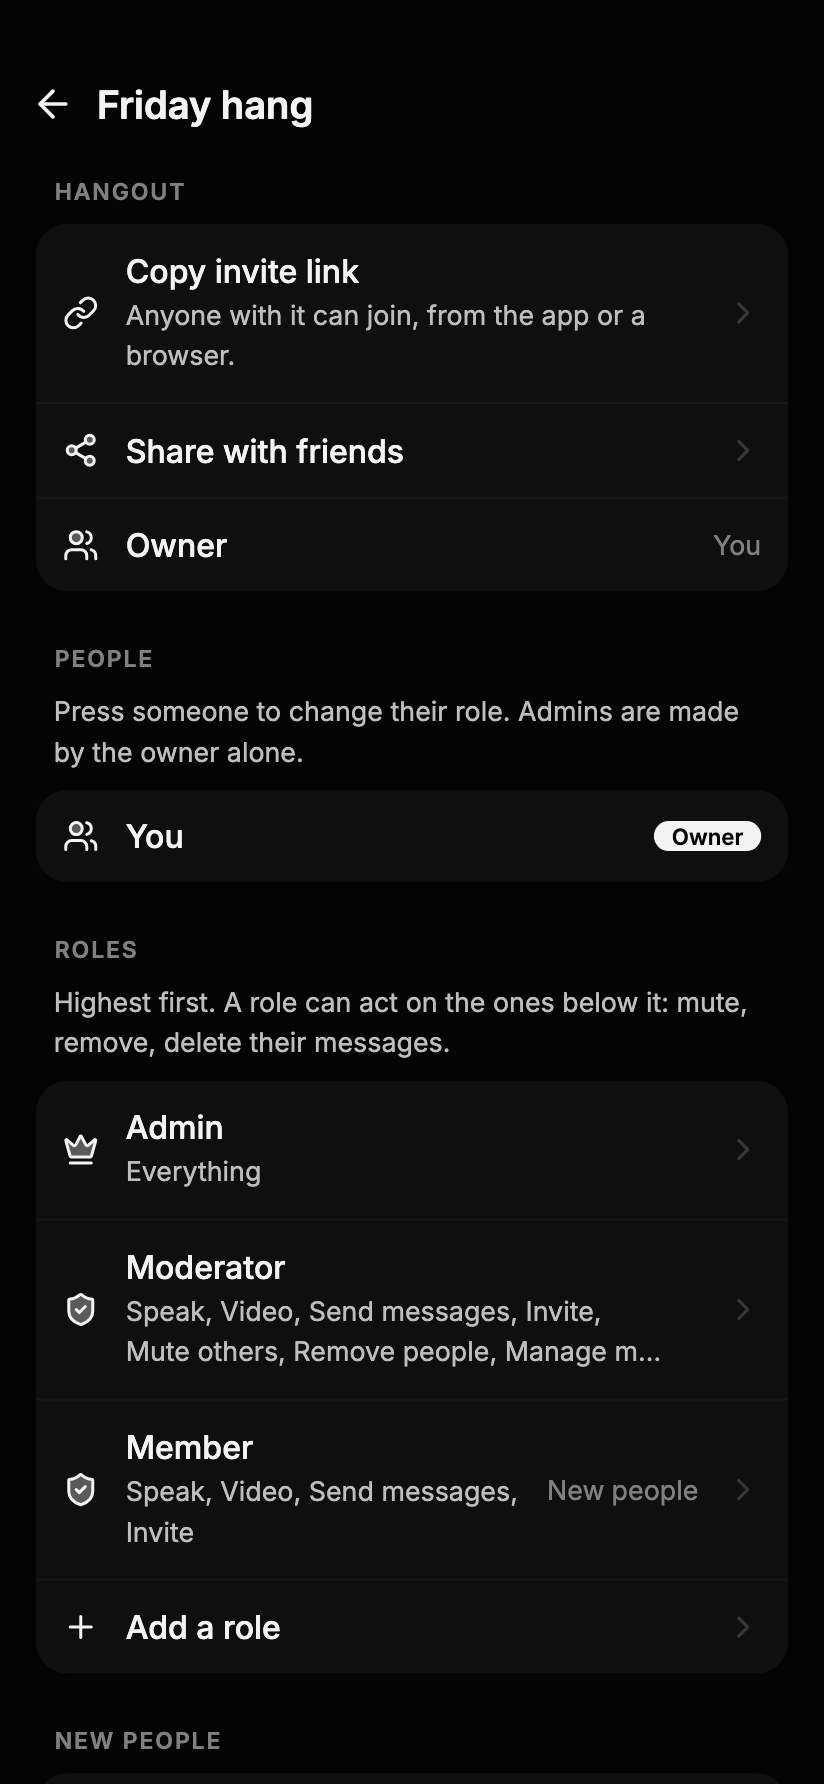 Friday hang
HANGOUT
Copy invite link
Anyone with it can join, from the app or a
browser.
Share with friends
Owner
You
PEOPLE
Press someone to change their role. Admins are made
by the owner alone.
You
Owner
ROLES
Highest first. A role can act on the ones below it: mute,
remove, delete their messages.
Admin
Everything
Moderator
Speak, Video, Send messages, Invite,
Mute others, Remove people, Manage m...
Member
Speak, Video, Send messages,
Invite
New people
Add a role
NEW PEOPLE